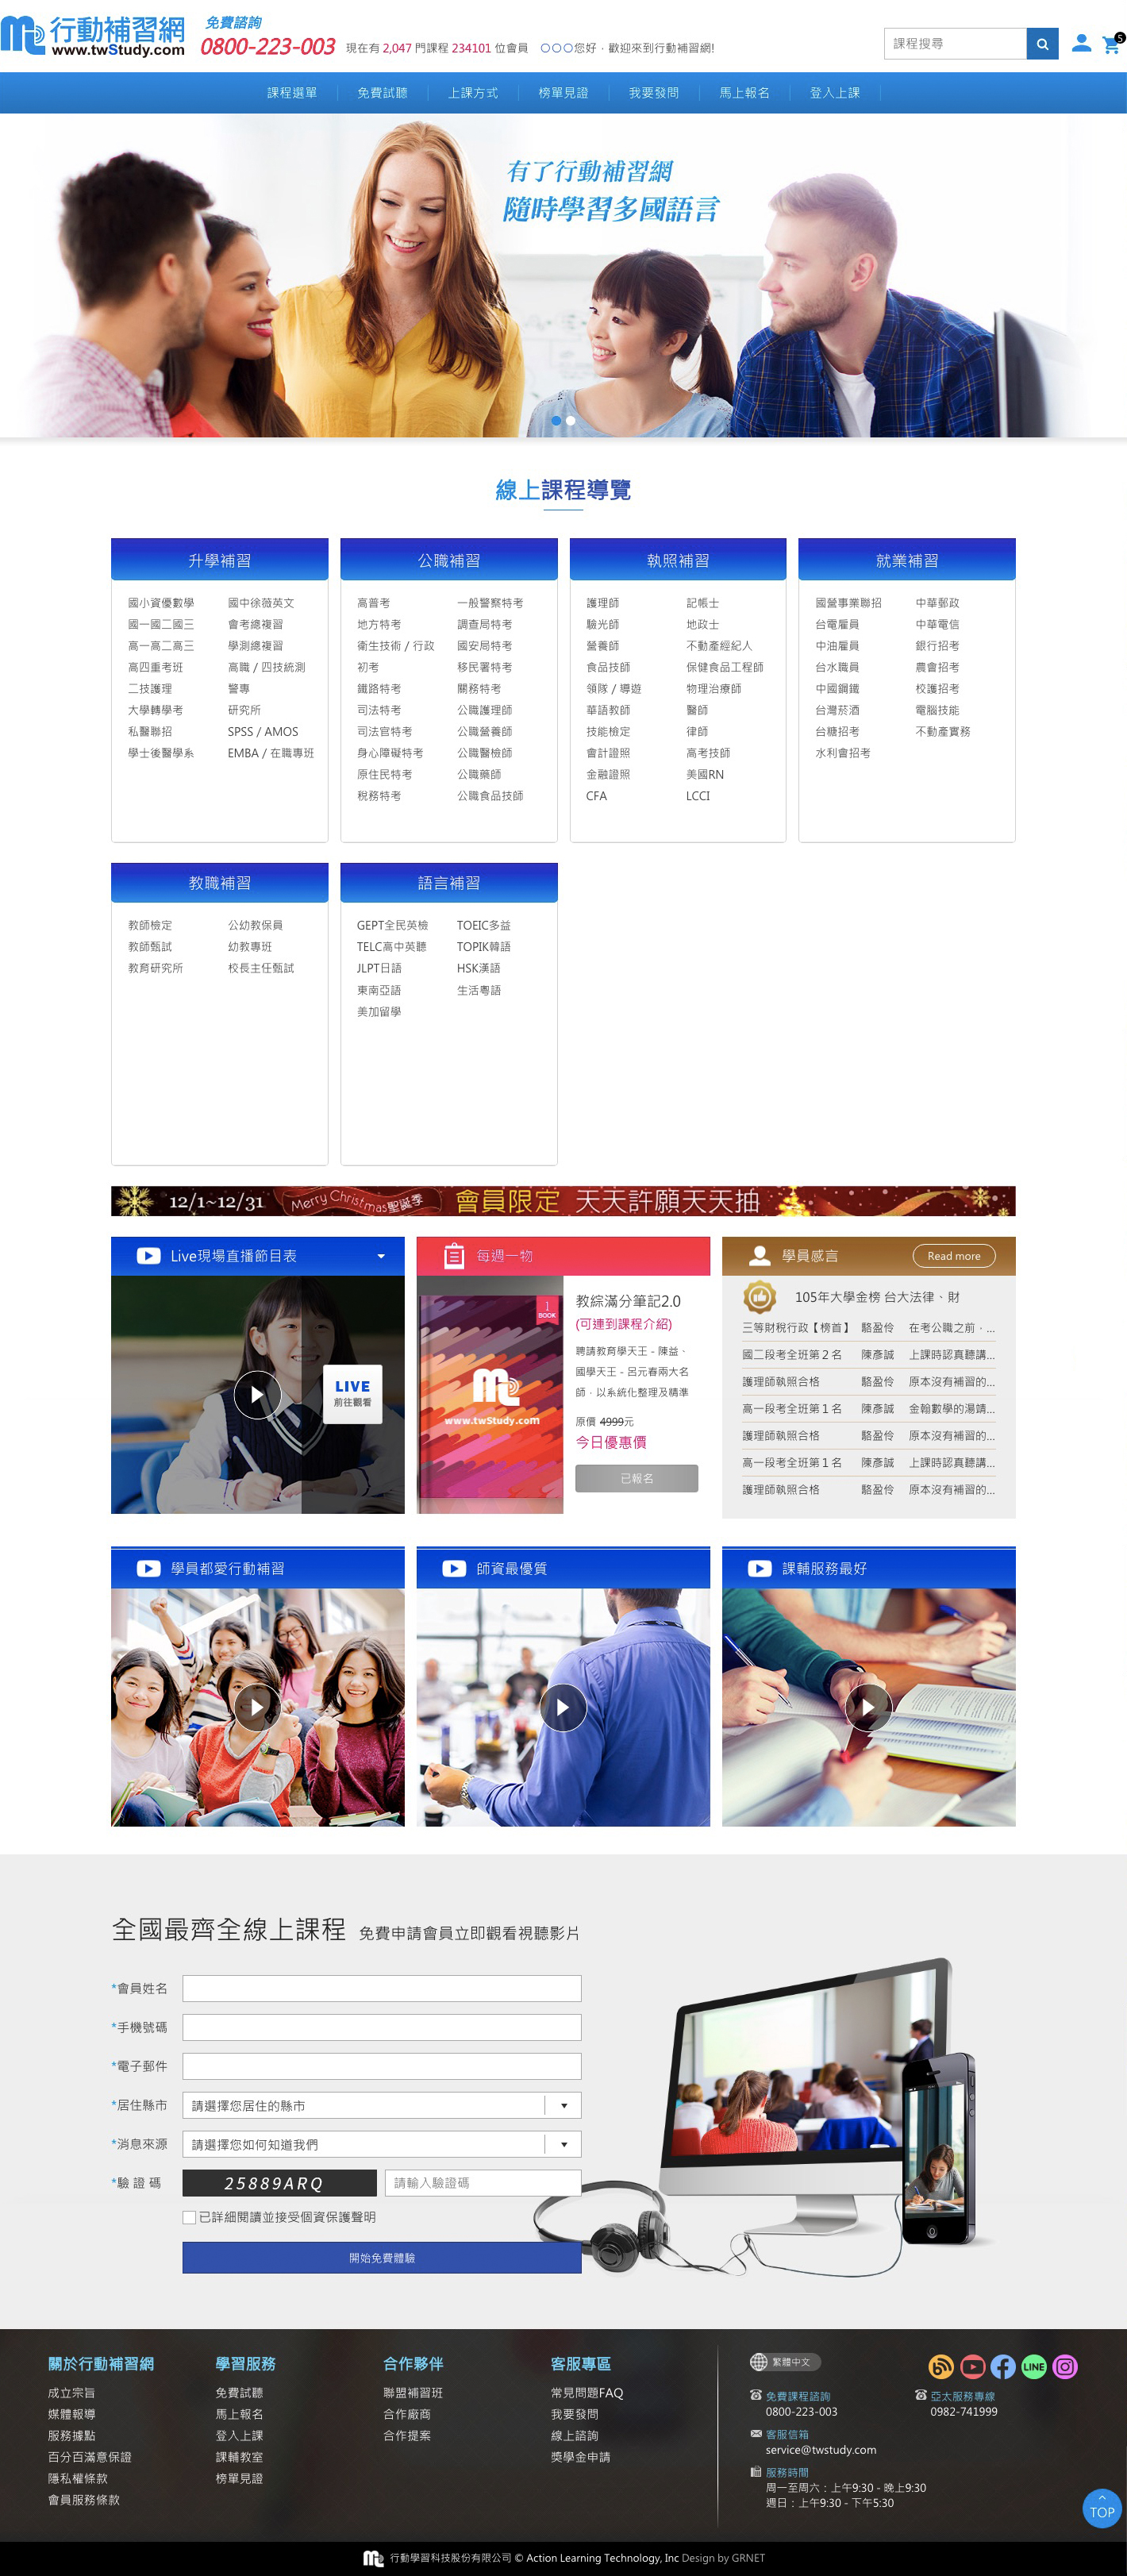 行動補習網
www.twStudy.com
免費諮詢
0800-223-003
現在有 2,047 門課程 234101 位會員 〇〇〇您好，歡迎來到行動補習網!
課程搜尋
5
課程選單 免費試聽 上課方式 榜單見證 我要發問 馬上報名 登入上課
有了行動補習網
隨時學習多國語言
線上課程導覽
升學補習
國小資優數學 國中徐薇英文
國一國二國三 會考總複習
高一高二高三 學測總複習
高四重考班 高職 / 四技統測
二技護理 警專
大學轉學考 研究所
私醫聯招 SPSS / AMOS
學士後醫學系 EMBA / 在職專班
公職補習
高普考 一般警察特考
地方特考 調查局特考
衛生技術 / 行政 國安局特考
初考 移民署特考
鐵路特考 關務特考
司法特考 公職護理師
司法官特考 公職營養師
身心障礙特考 公職醫檢師
原住民特考 公職藥師
稅務特考 公職食品技師
執照補習
護理師 記帳士
驗光師 地政士
營養師 不動產經紀人
食品技師 保健食品工程師
領隊 / 導遊 物理治療師
華語教師 醫師
技能檢定 律師
會計證照 高考技師
金融證照 美國RN
CFA LCCI
就業補習
國營事業聯招 中華郵政
台電雇員 中華電信
中油雇員 銀行招考
台水職員 農會招考
中國鋼鐵 校護招考
台灣菸酒 電腦技能
台糖招考 不動產實務
水利會招考
教職補習
教師檢定 公幼教保員
教師甄試 幼教專班
教育研究所 校長主任甄試
語言補習
GEPT全民英檢 TOEIC多益
TELC高中英聽 TOPIK韓語
JLPT日語 HSK漢語
東南亞語 生活粵語
美加留學
12/1~12/31 Merry Christmas聖誕季 會員限定 天天許願天天抽
Live現場直播節目表
LIVE
前往觀看
每週一物
1
BOOK
www.twStudy.com
教綜滿分筆記2.0
(可連到課程介紹)
聘請教育學天王 - 陳益、
國學天王 - 呂元春兩大名
師，以系統化整理及精準
原價 4999元
今日優惠價
已報名
學員感言 Read more
105年大學金榜 台大法律、財
三等財稅行政【榜首】 駱盈伶 在考公職之前，...
國二段考全班第２名 陳彥誠 上課時認真聽講...
護理師執照合格 駱盈伶 原本沒有補習的...
高一段考全班第１名 陳彥誠 金翰數學的湯靖...
護理師執照合格 駱盈伶 原本沒有補習的...
高一段考全班第１名 陳彥誠 上課時認真聽講...
護理師執照合格 駱盈伶 原本沒有補習的...
學員都愛行動補習
師資最優質
課輔服務最好
全國最齊全線上課程 免費申請會員立即觀看視聽影片
*會員姓名
*手機號碼
*電子郵件
*居住縣市 請選擇您居住的縣市
*消息來源 請選擇您如何知道我們
*驗 證 碼 25889ARQ 請輸入驗證碼
已詳細閱讀並接受個資保護聲明
開始免費體驗
關於行動補習網
成立宗旨
媒體報導
服務據點
百分百滿意保證
隱私權條款
會員服務條款
學習服務
免費試聽
馬上報名
登入上課
課輔教室
榜單見證
合作夥伴
聯盟補習班
合作廠商
合作提案
客服專區
常見問題FAQ
我要發問
線上諮詢
獎學金申請
繁體中文
LINE
免費課程諮詢
0800-223-003
亞太服務專線
0982-741999
客服信箱
service@twstudy.com
服務時間
周一至周六：上午9:30 - 晚上9:30
週日：上午9:30 - 下午5:30
TOP
行動學習科技股份有限公司 © Action Learning Technology, Inc Design by GRNET